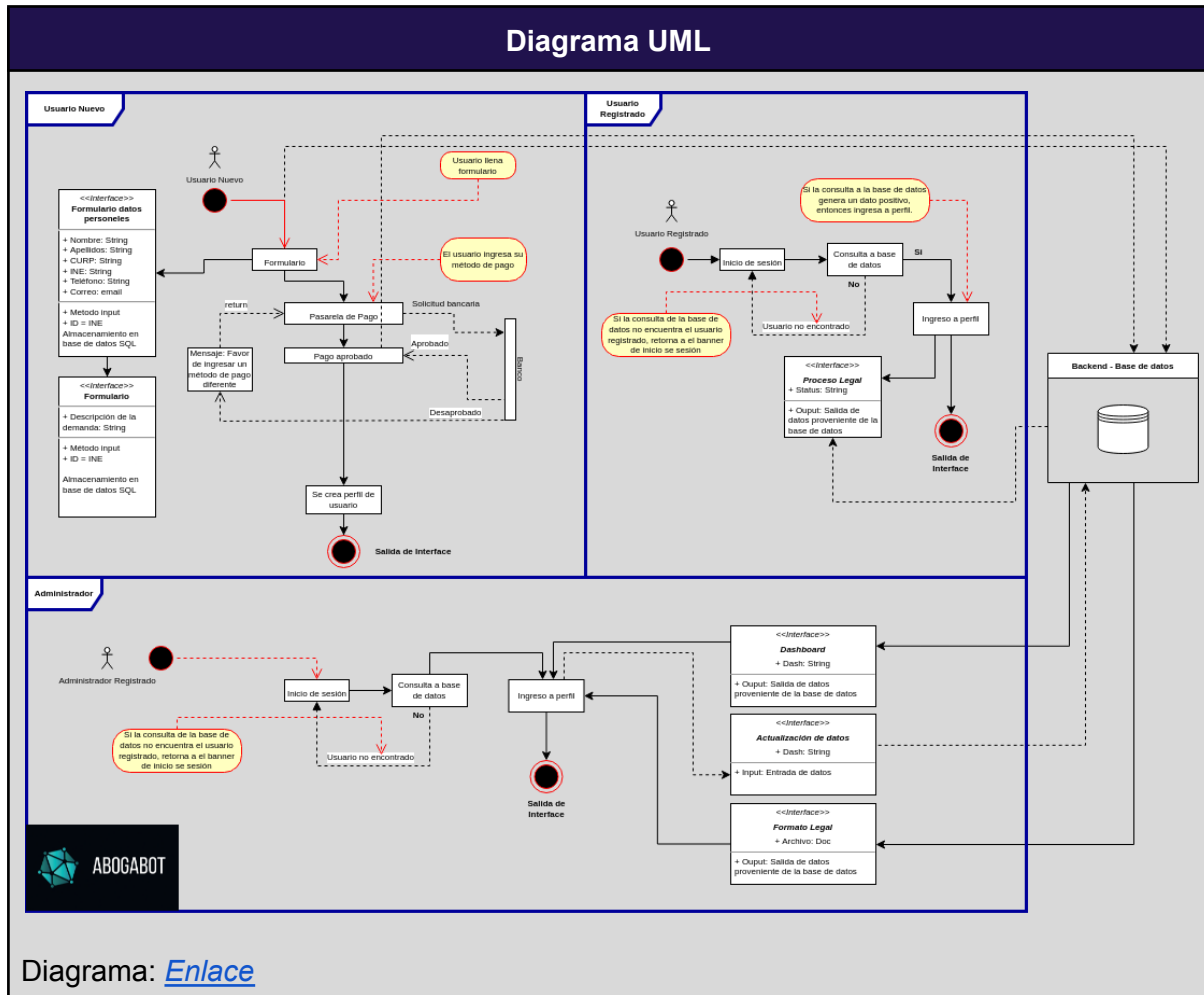 Diagrama UML
Usuario Nuevo
Usuario Nuevo
Usuario llena
formulario
<<Interface>>
Formulario datos
personeles
+ Nombre: String
+ Apellidos: String
+ CURP: String
+ INE: String
+ Teléfono: String
+ Correo: email
+ Metodo input
+ ID = INE
Almacenamiento en
base de datos SQL
Formulario
El usuario ingresa su
método de pago
return
Solicitud bancaria
Pasarela de Pago
Aprobado
Pago aprobado
Mensaje: Favor
de ingresar un
método de pago
diferente
Banco
Desaprobado
<<Interface>>
Formulario
+ Descripción de la
demanda: String
+ Método input
+ ID = INE
Almacenamiento en
base de datos SQL
Se crea perfil de
usuario
Salida de Interface
Usuario
Registrado
Si la consulta a la base de datos
genera un dato positivo,
entonces ingresa a perfil.
Usuario Registrado
Inicio de sesión
Consulta a base
de datos
Si
No
Si la consulta de la base de
datos no encuentra el usuario
registrado, retorna a el banner
de inicio se sesión
Usuario no encontrado
Ingreso a perfil
<<Interface>>
Proceso Legal
+ Status: String
+ Ouput: Salida de
datos proveniente de la
base de datos
Salida de
Interface
Backend - Base de datos
Administrador
Administrador Registrado
Inicio de sesión
Consulta a base
de datos
No
Si la consulta de la base de
datos no encuentra el usuario
registrado, retorna a el banner
de inicio se sesión
Usuario no encontrado
Ingreso a perfil
Salida de
Interface
<<Interface>>
Dashboard
+ Dash: String
+ Ouput: Salida de datos
proveniente de la base de datos
<<Interface>>
Actualización de datos
+ Dash: String
+ Input: Entrada de datos
<<Interface>>
Formato Legal
+ Archivo: Doc
+ Ouput: Salida de datos
proveniente de la base de datos
ABOGABOT
Diagrama: Enlace